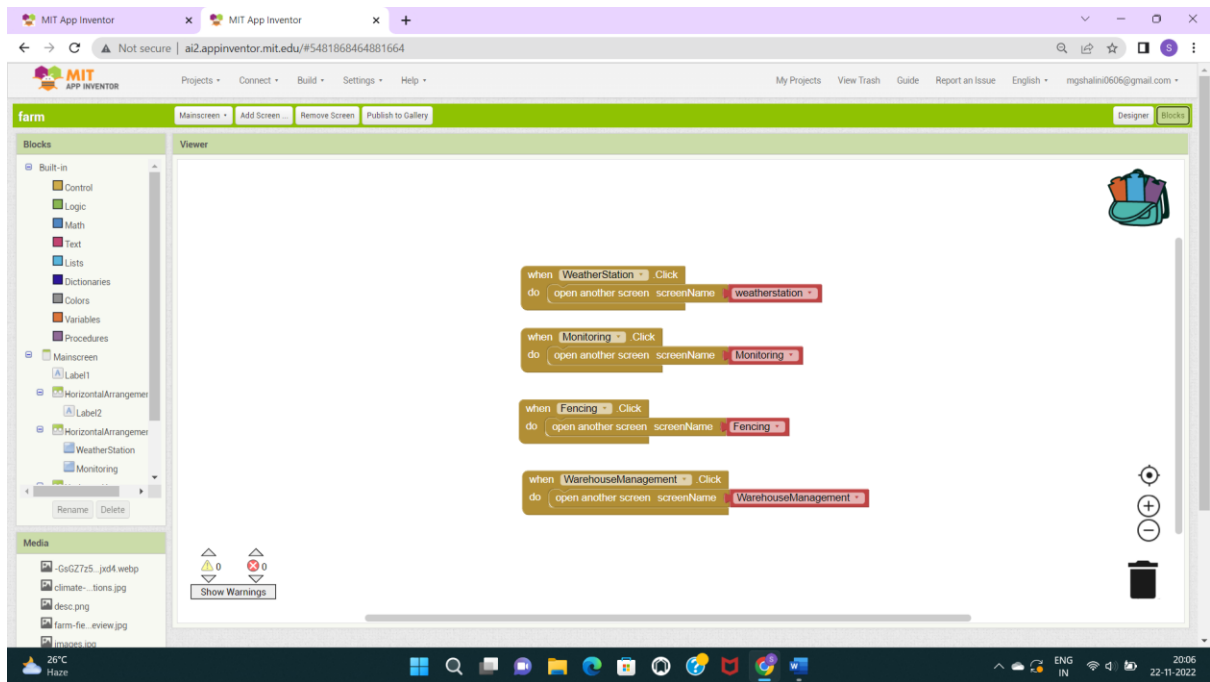 MIT App Inventor
MIT App Inventor
Not secure | ai2.appinventor.mit.edu/#5481868464881664
S
MIT
APP INVENTOR
Projects Connect Build Settings Help My Projects View Trash Guide Report an Issue English mgshalini0606@gmail.com
farm Mainscreen Add Screen ... Remove Screen Publish to Gallery Designer Blocks
Blocks
Viewer
Built-in
Control
Logic
Math
Text
Lists
Dictionaries
Colors
Variables
Procedures
Mainscreen
A Label1
HorizontalArrangemer
A Label2
HorizontalArrangemer
WeatherStation
Monitoring
Rename Delete
Media
-GsGZ7z5...jxd4.webp
climate-...tions.jpg
desc.png
farm-fie...eview.jpg
images.jpg
when WeatherStation .Click
do open another screen screenName weatherstation
when Monitoring .Click
do open another screen screenName Monitoring
when Fencing .Click
do open another screen screenName Fencing
when WarehouseManagement .Click
do open another screen screenName WarehouseManagement
0 0
Show Warnings
26°C
Haze
ENG
IN
20:06
22-11-2022